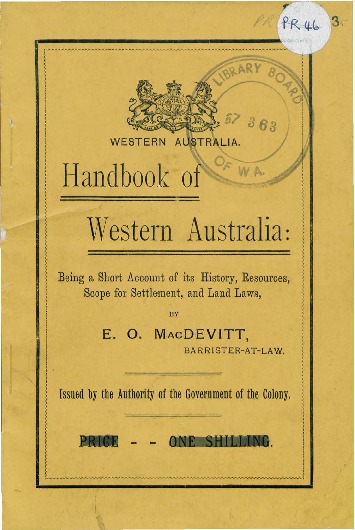 PR 46
3
LIBRARY BOARD
57 3 63
OF W.A.
WESTERN AUSTRALIA.
Handbook of
Western Australia:
Being a Short Account of its History, Resources,
Scope for Settlement, and Land Laws,
BY
E. O. MACDEVITT,
BARRISTER-AT-LAW.
Issued by the Authority of the Government of the Colony.
PRICE - - ONE SHILLING.